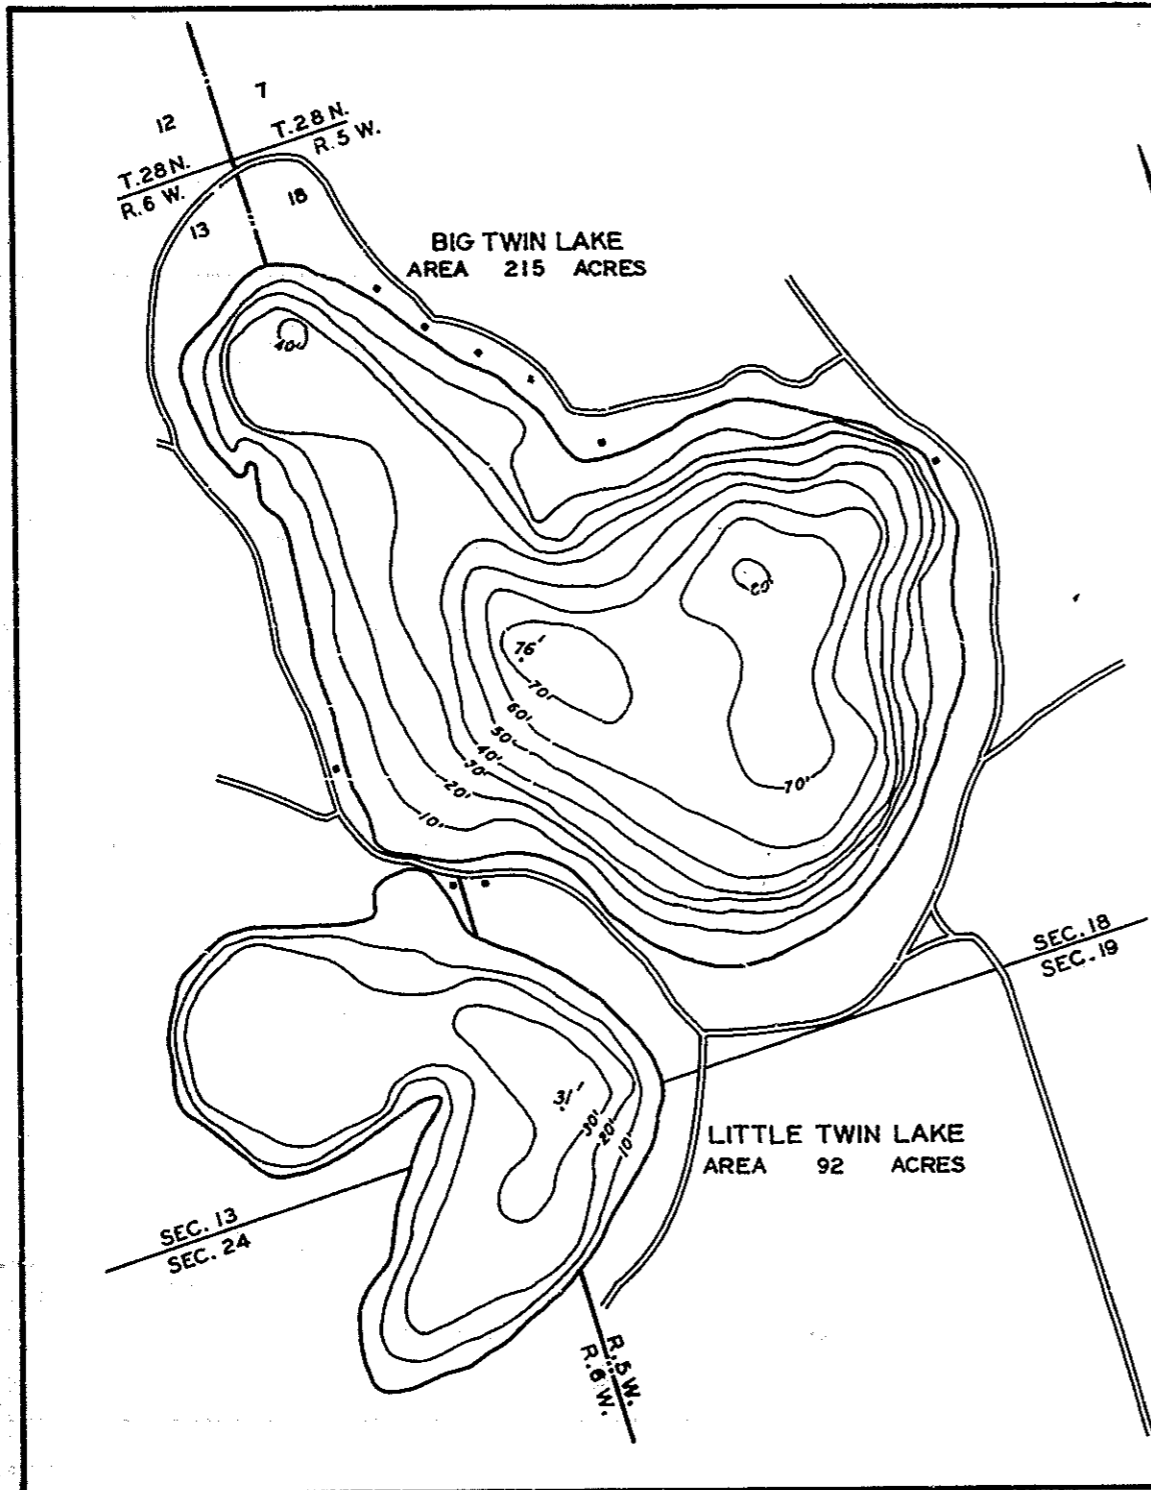 7
12
T.28 N.
R.5 W.
T.28 N.
R.6 W.
18
13
BIG TWIN LAKE
AREA 215 ACRES
76'
70'
60'
50'
40'
30'
20'
10'
70'
SEC. 18
SEC. 19
31'
30'
20'
10'
LITTLE TWIN LAKE
AREA 92 ACRES
SEC. 13
SEC. 24
R.5 W.
R.6 W.